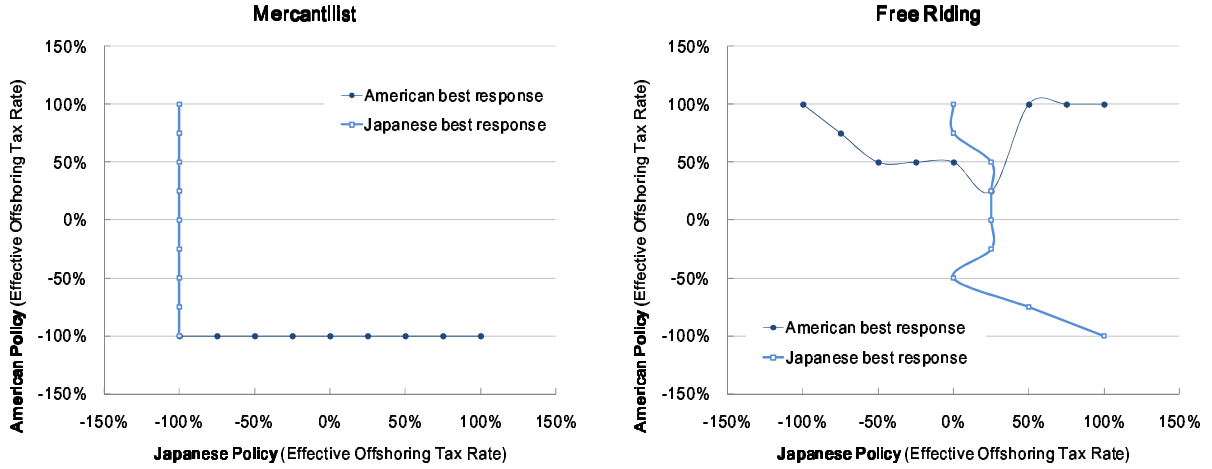 Mercantilist
150%
100%
50%
0%
-50%
-100%
-150%
-150%
-100%
-50%
0%
50%
100%
150%
American best response
Japanese best response
American Policy (Effective Offshoring Tax Rate)
Japanese Policy (Effective Offshoring Tax Rate)
Free Riding
150%
100%
50%
0%
-50%
-100%
-150%
-150%
-100%
-50%
0%
50%
100%
150%
American best response
Japanese best response
American Policy (Effective Offshoring Tax Rate)
Japanese Policy (Effective Offshoring Tax Rate)